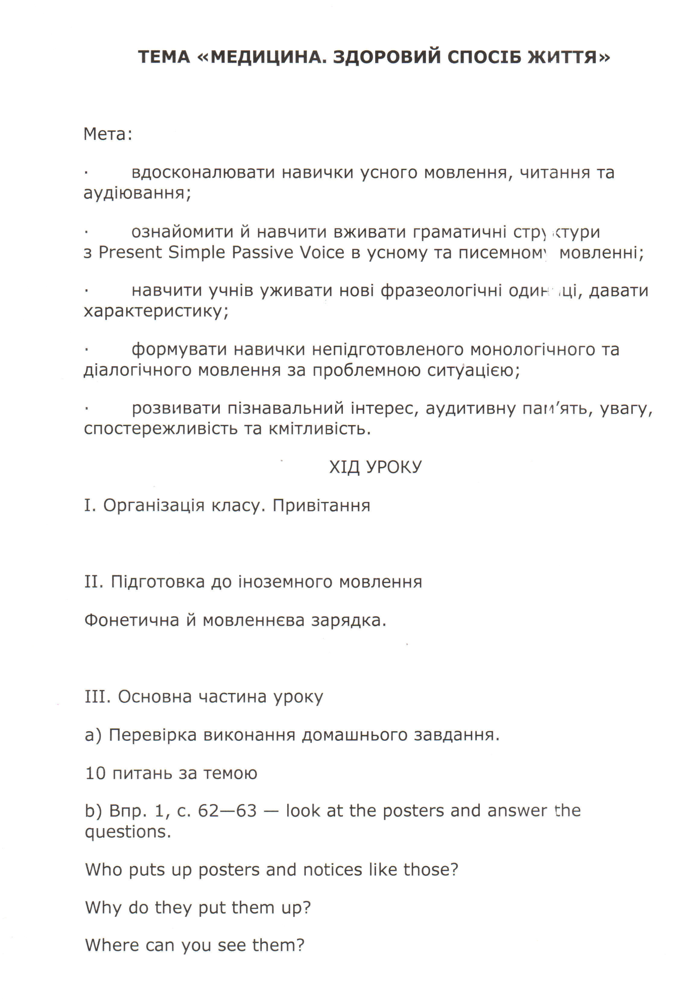 ТЕМА «МЕДИЦИНА. ЗДОРОВИЙ СПОСІБ ЖИТТЯ»
Мета:
· вдосконалювати навички усного мовлення, читання та
аудіювання;
· ознайомити й навчити вживати граматичні структури
з Present Simple Passive Voice в усному та писемному мовленні;
· навчити учнів уживати нові фразеологічні одиниці, давати
характеристику;
· формувати навички непідготовленого монологічного та
діалогічного мовлення за проблемною ситуацією;
· розвивати пізнавальний інтерес, аудитивну пам’ять, увагу,
спостережливість та кмітливість.
ХІД УРОКУ
I. Організація класу. Привітання
II. Підготовка до іноземного мовлення
Фонетична й мовленнєва зарядка.
III. Основна частина уроку
a) Перевірка виконання домашнього завдання.
10 питань за темою
b) Впр. 1, с. 62—63 — look at the posters and answer the
questions.
Who puts up posters and notices like those?
Why do they put them up?
Where can you see them?